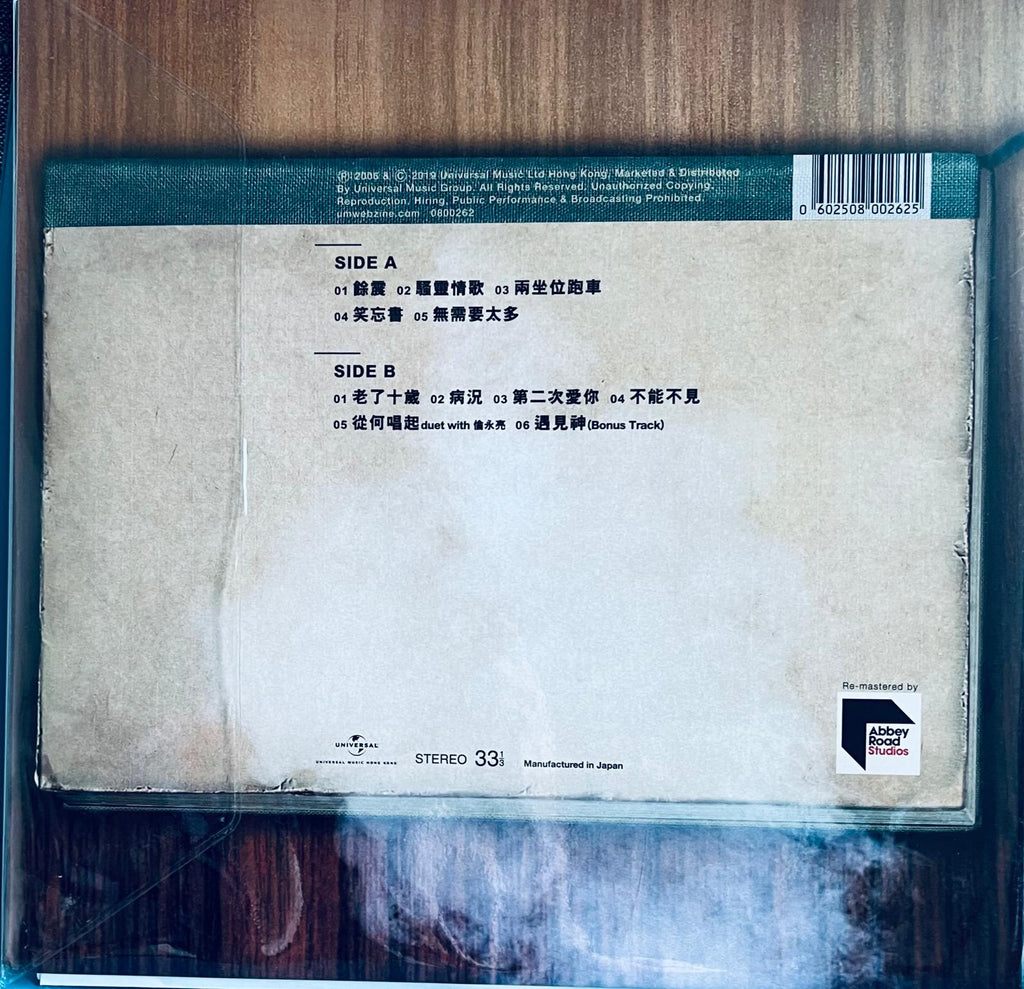 Ⓟ 2005 & Ⓒ 2019 Universal Music Ltd Hong Kong. Marketed & Distributed
By Universal Music Group. All Rights Reserved. Unauthorized Copying,
Reproduction, Hiring, Public Performance & Broadcasting Prohibited.
umwebzine.com 0800262
0 602508 002625
SIDE A
01 餘震 02 騷靈情歌 03 兩坐位跑車
04 笑忘書 05 無需要太多
SIDE B
01 老了十歲 02 病況 03 第二次愛你 04 不能不見
05 從何唱起duet with 倫永亮 06 遇見神(Bonus Track)
Re-mastered by
Abbey
Road
Studios
UNIVERSAL
UNIVERSAL MUSIC HONG KONG
STEREO 33⅓ Manufactured in Japan